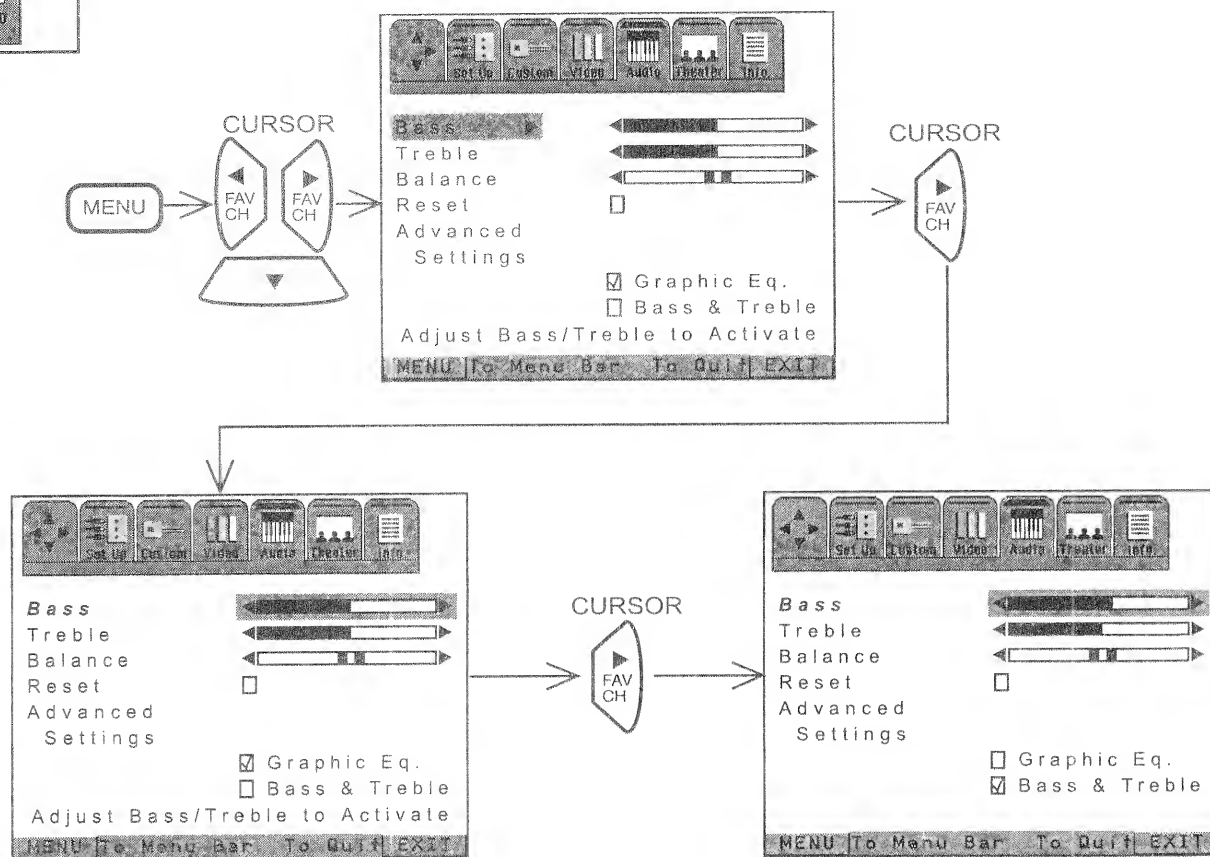 Set Up Custom Video Audio Theater Info
CURSOR
MENU
FAV CH
FAV CH
Bass
Treble
Balance
Reset
Advanced
Settings
Graphic Eq.
Bass & Treble
Adjust Bass/Treble to Activate
MENU To Menu Bar To Quit EXIT
CURSOR
FAV CH
Set Up Custom Video Audio Theater Info
Bass
Treble
Balance
Reset
Advanced
Settings
Graphic Eq.
Bass & Treble
Adjust Bass/Treble to Activate
MENU To Menu Bar To Quit EXIT
CURSOR
FAV CH
Set Up Custom Video Audio Theater Info
Bass
Treble
Balance
Reset
Advanced
Settings
Graphic Eq.
Bass & Treble
MENU To Menu Bar To Quit EXIT